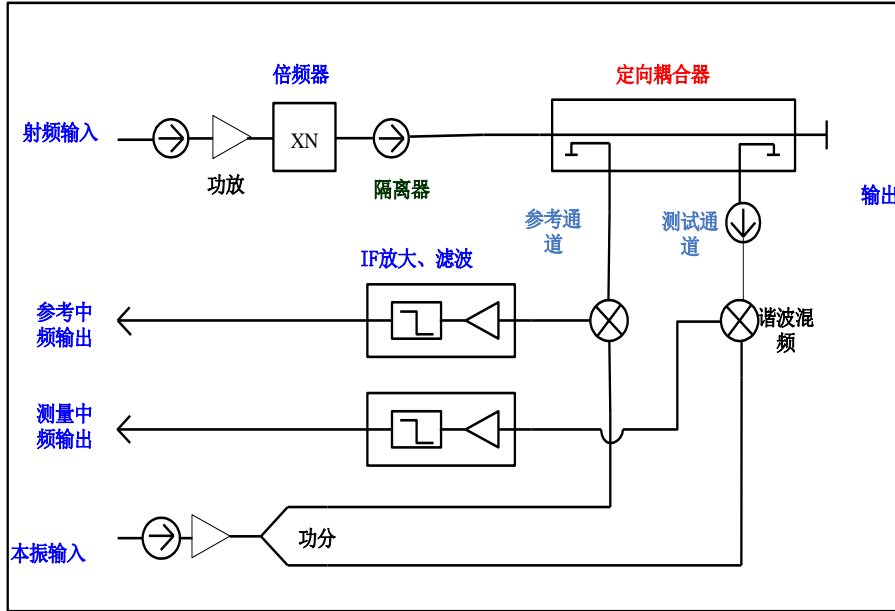 倍频器
定向耦合器
射频输入
XN
功放
隔离器
输出
参考通
道
测试通
道
IF放大、滤波
参考中
频输出
谐波混
频
测量中
频输出
功分
本振输入